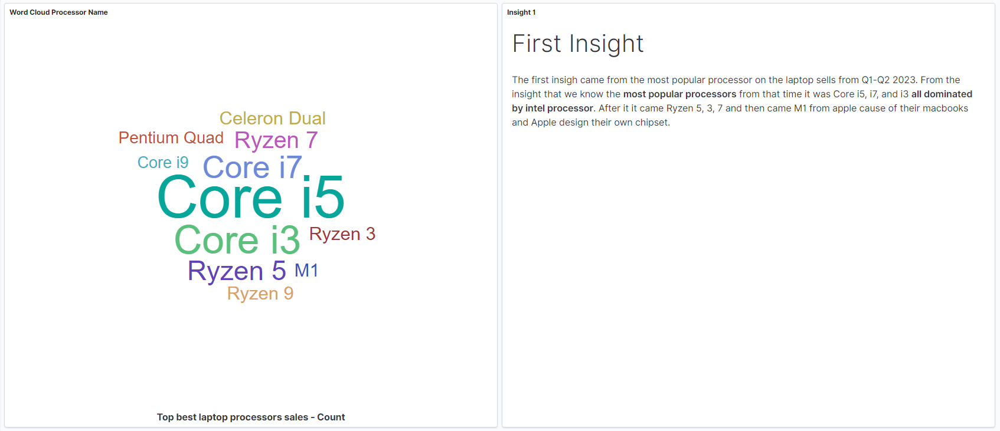 Word Cloud Processor Name
Celeron Dual
Pentium Quad
Ryzen 7
Core i9
Core i7
Core i5
Core i3
Ryzen 3
Ryzen 5
M1
Ryzen 9
Top best laptop processors sales - Count
Insight 1
First Insight
The first insigh came from the most popular processor on the laptop sells from Q1-Q2 2023. From the
insight that we know the most popular processors from that time it was Core i5, i7, and i3 all dominated
by intel processor. After it it came Ryzen 5, 3, 7 and then came M1 from apple cause of their macbooks
and Apple design their own chipset.